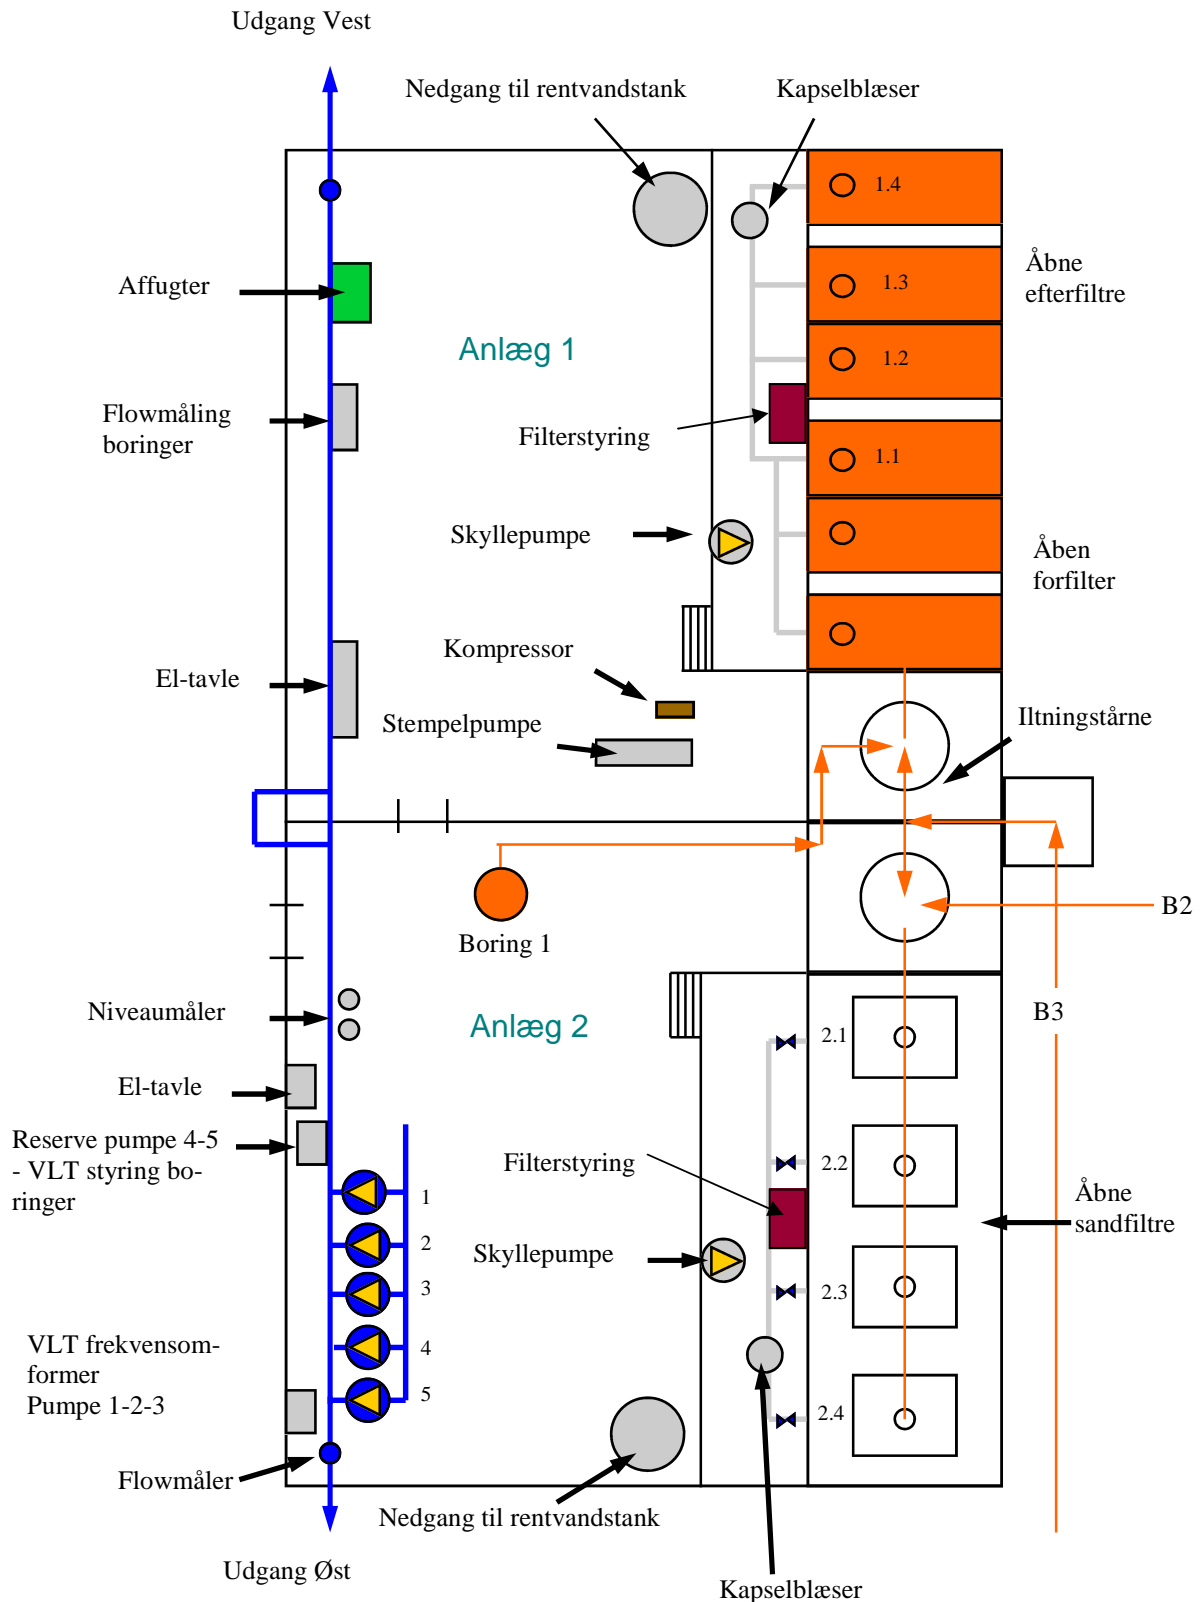 Udgang Vest
Nedgang til rentvandstank
Kapselblæser
1.4
Affugter
Åbne
efterfiltre
1.3
Anlæg 1
1.2
Flowmåling
boringer
Filterstyring
1.1
Skyllepumpe
Åben
forfilter
Kompressor
El-tavle
Stempelpumpe
Iltningstårne
B2
Boring 1
Niveaumåler
Anlæg 2
B3
2.1
El-tavle
Reserve pumpe 4-5
- VLT styring bo-
ringer
Filterstyring
2.2
1
Åbne
sandfiltre
2
Skyllepumpe
3
2.3
VLT frekvensom-
former
Pumpe 1-2-3
4
5
2.4
Flowmåler
Nedgang til rentvandstank
Udgang Øst
Kapselblæser